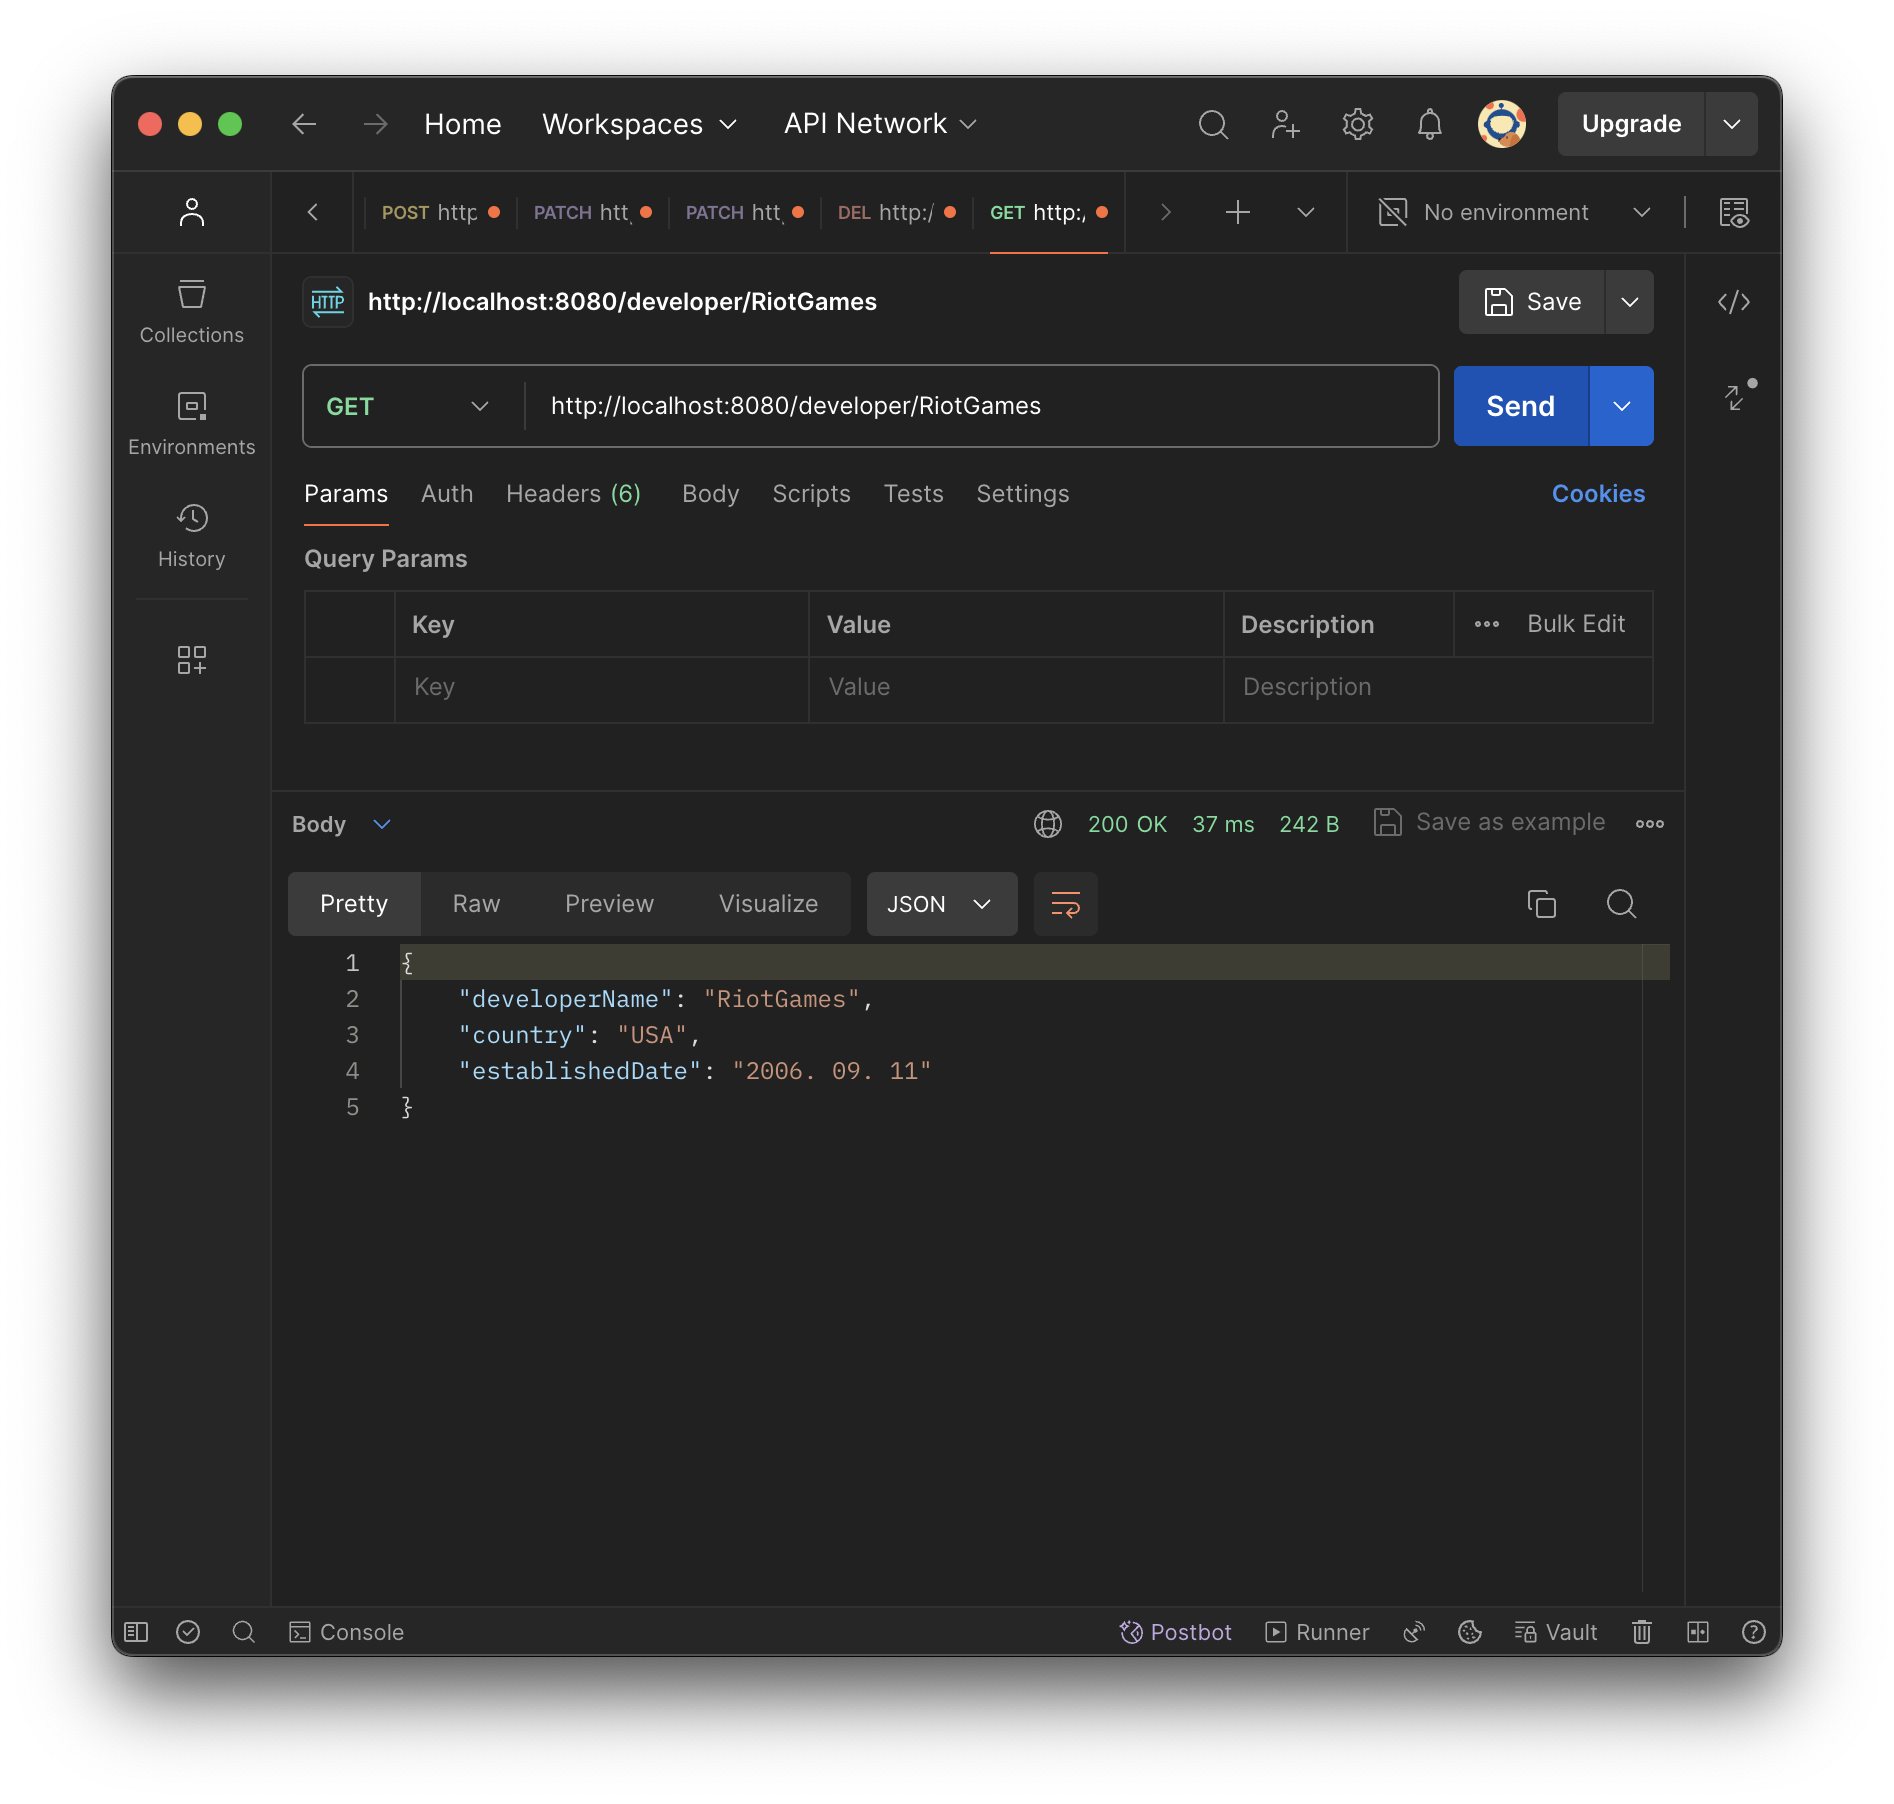 Home Workspaces API Network Upgrade
POST http PATCH htt PATCH htt DEL http:/ GET http:/ No environment
HTTP http://localhost:8080/developer/RiotGames Save
Collections
GET http://localhost:8080/developer/RiotGames Send
Environments
Params Auth Headers (6) Body Scripts Tests Settings Cookies
History
Query Params
Key Value Description Bulk Edit
Key Value Description
Body 200 OK 37 ms 242 B Save as example
Pretty Raw Preview Visualize JSON
1 {
2 "developerName": "RiotGames",
3 "country": "USA",
4 "establishedDate": "2006. 09. 11"
5 }
Console Postbot Runner Vault